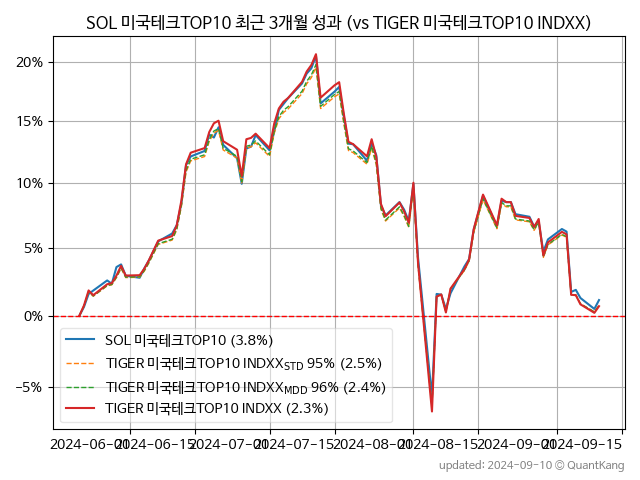 SOL 미국테크TOP10 최근 3개월 성과 (vs TIGER 미국테크TOP10 INDXX)
20%
15%
10%
5%
0%
−5%
SOL 미국테크TOP10 (3.8%)
TIGER 미국테크TOP10 INDXX_STD 95% (2.5%)
TIGER 미국테크TOP10 INDXX_MDD 96% (2.4%)
TIGER 미국테크TOP10 INDXX (2.3%)
2024-06-01 2024-06-15 2024-07-01 2024-07-15 2024-08-01 2024-08-15 2024-09-01 2024-09-15
updated: 2024-09-10 © QuantKang